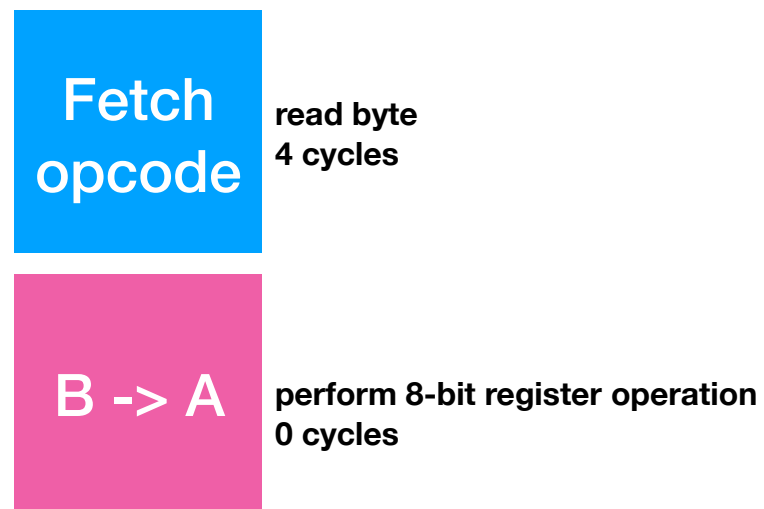 Fetch
opcode
read byte
4 cycles
B -> A
perform 8-bit register operation
0 cycles